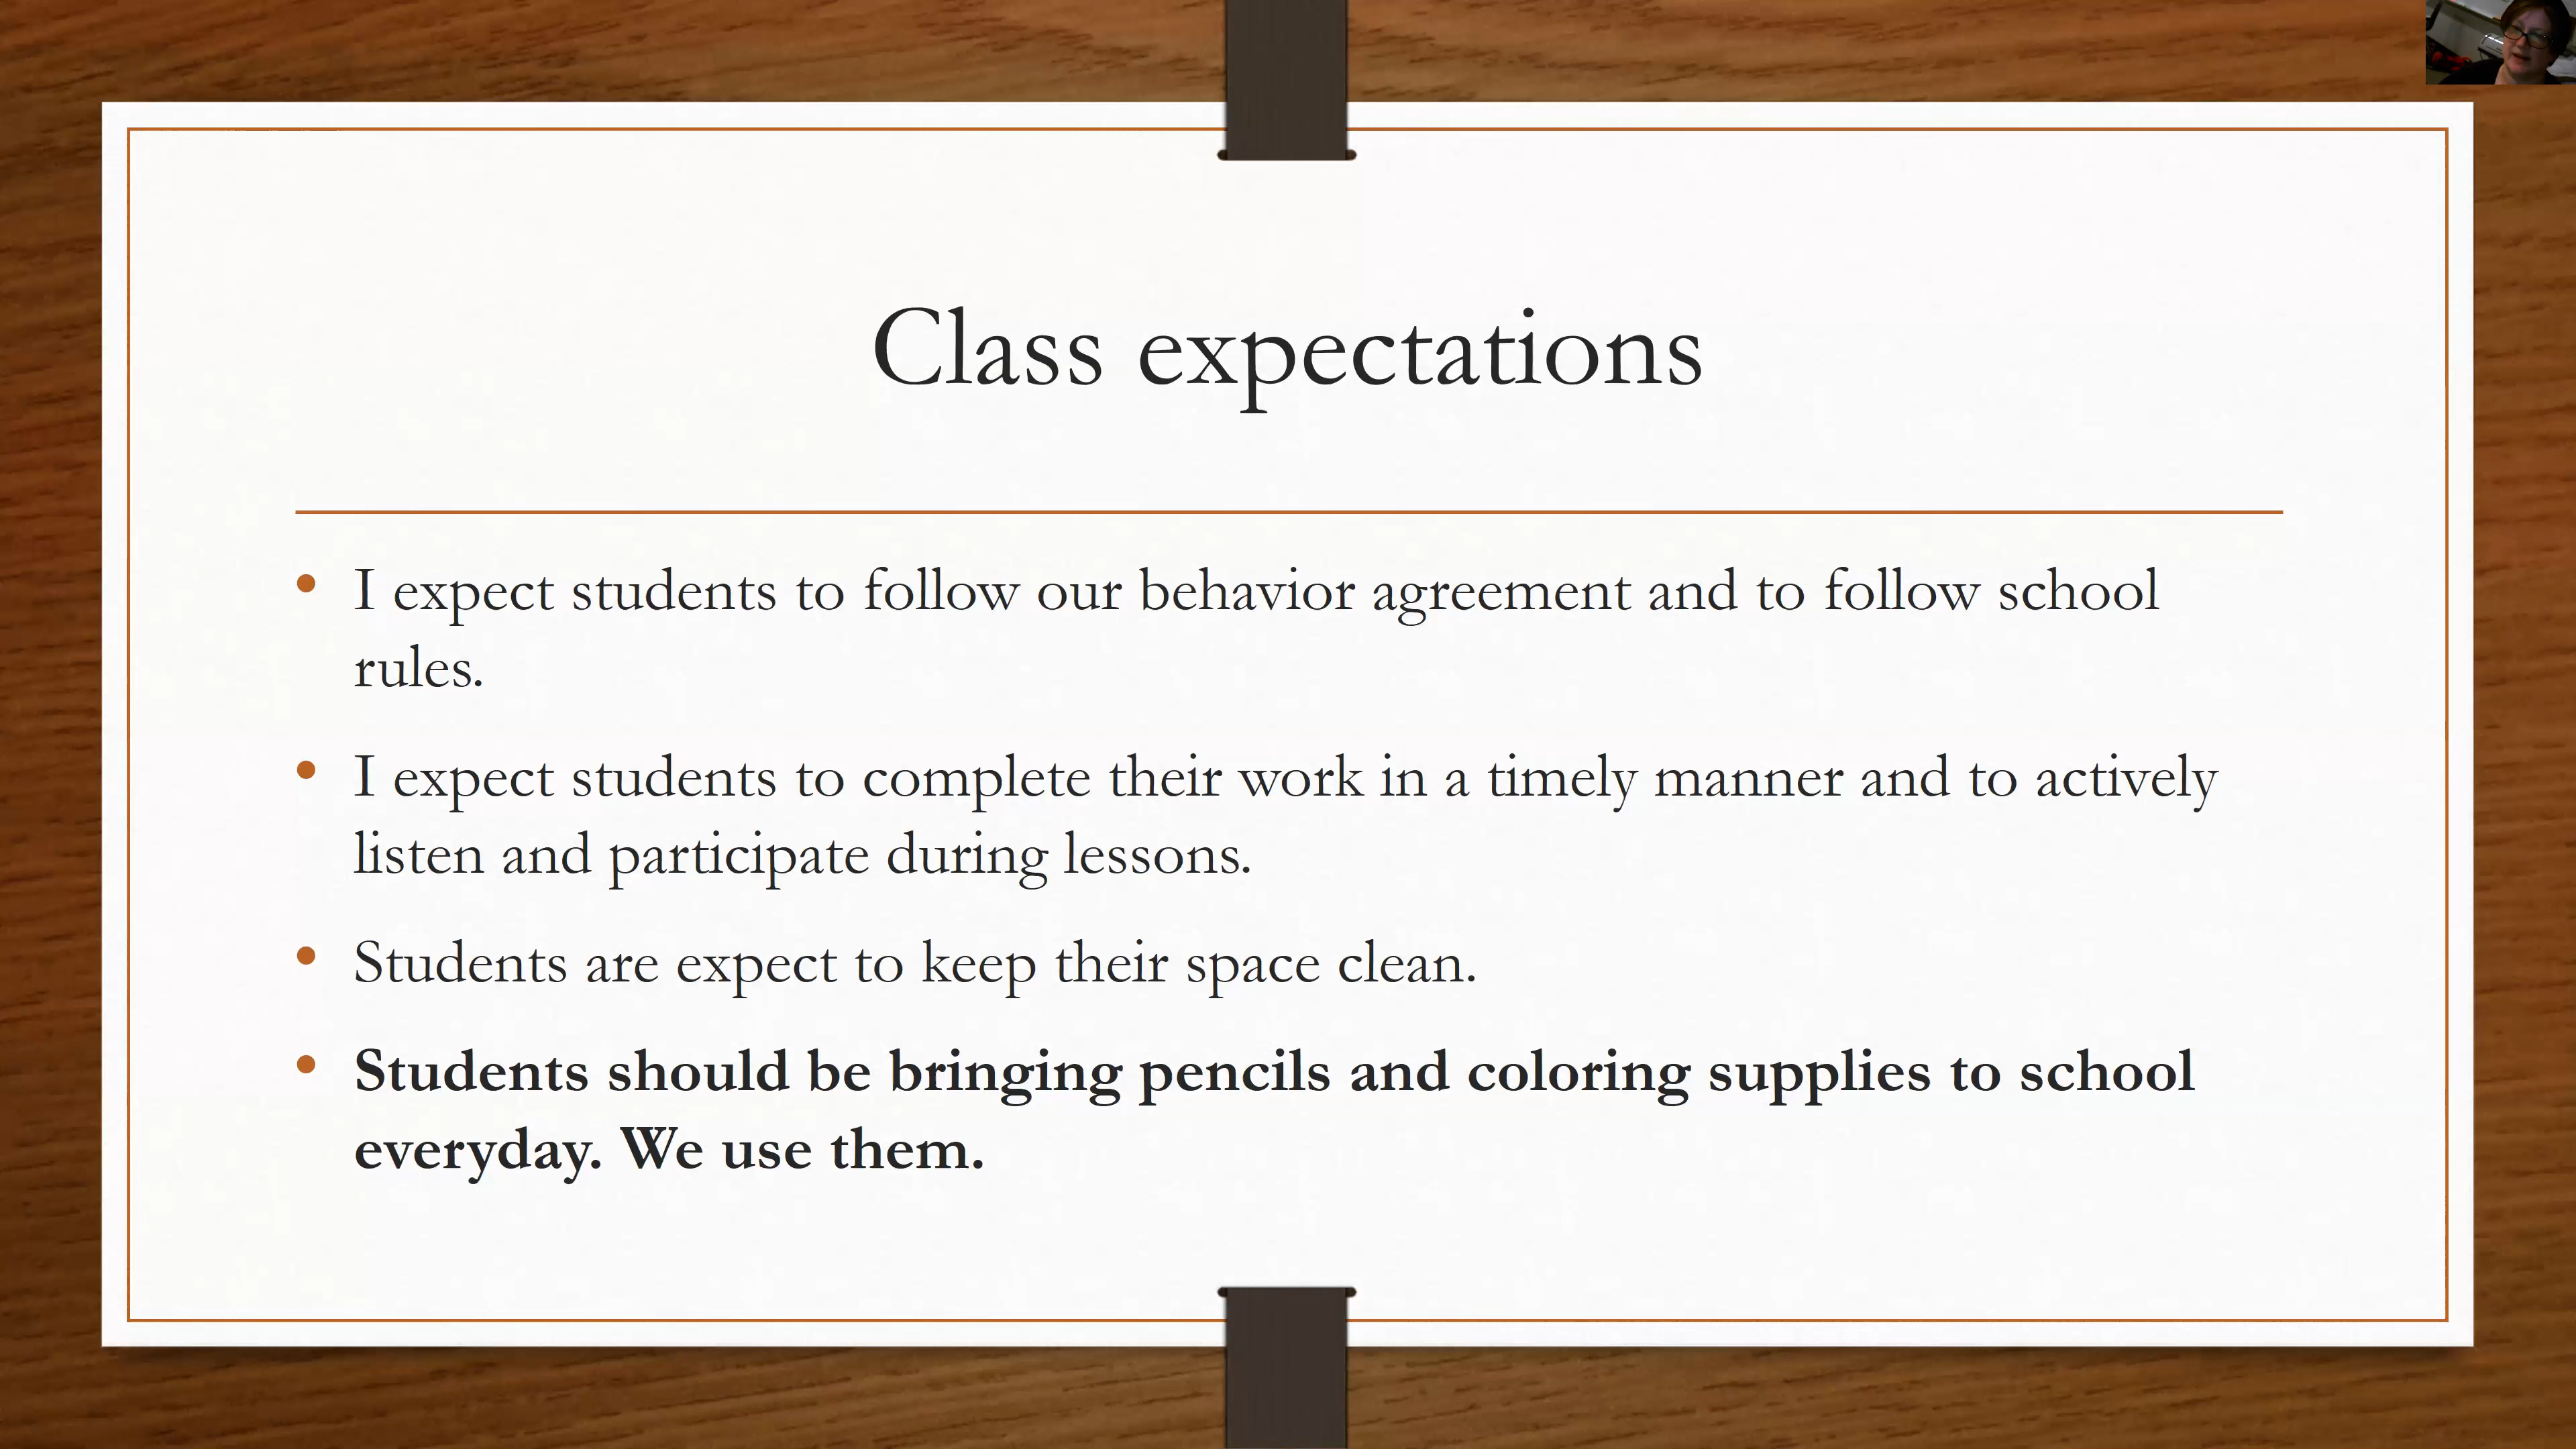 Class expectations
• I expect students to follow our behavior agreement and to follow school
rules.
• I expect students to complete their work in a timely manner and to actively
listen and participate during lessons.
• Students are expect to keep their space clean.
• Students should be bringing pencils and coloring supplies to school
everyday. We use them.